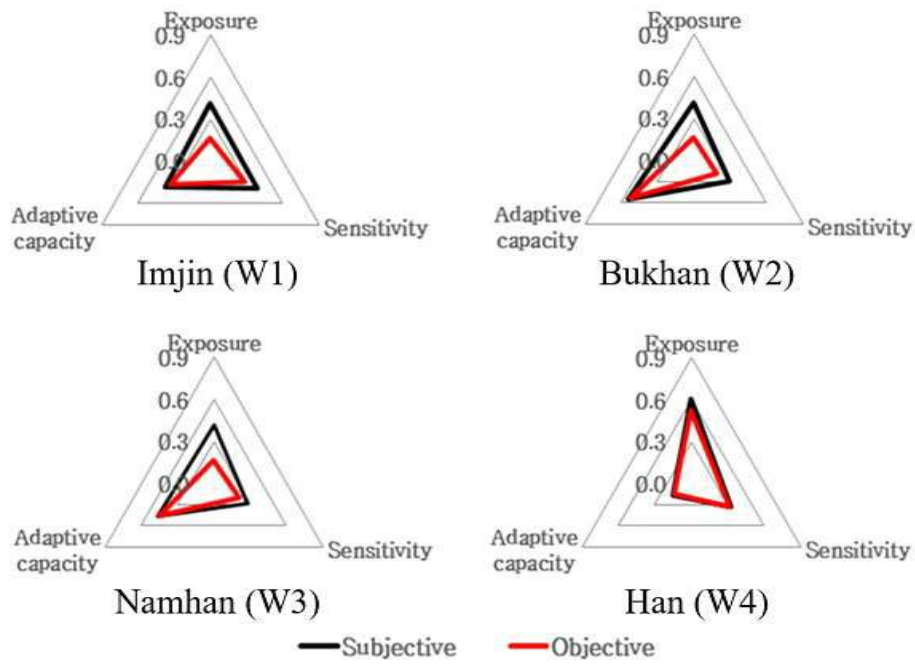 Exposure
0.9
0.6
0.3
0.0
Adaptive
capacity
Sensitivity
Imjin (W1)
Exposure
0.9
0.6
0.3
0.0
Adaptive
capacity
Sensitivity
Bukhan (W2)
Exposure
0.9
0.6
0.3
0.0
Adaptive
capacity
Sensitivity
Namhan (W3)
Exposure
0.9
0.6
0.3
0.0
Adaptive
capacity
Sensitivity
Han (W4)
Subjective
Objective